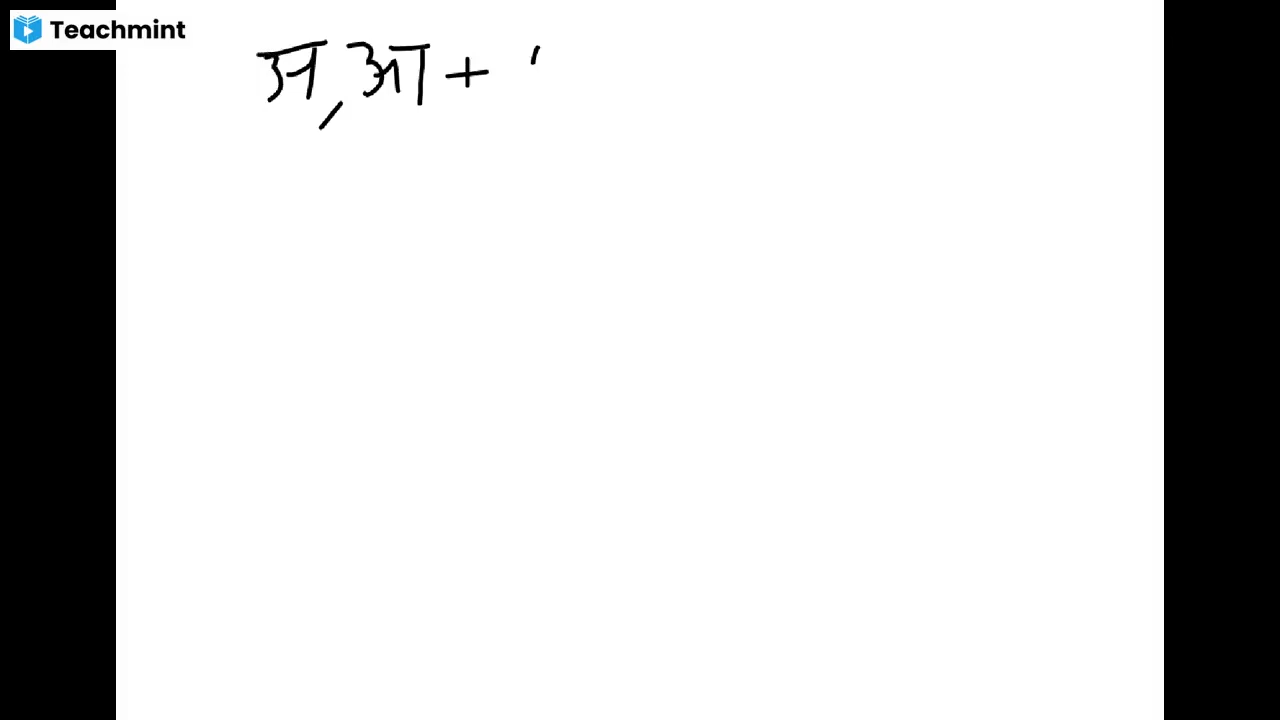 Teachmint
अ, आ +